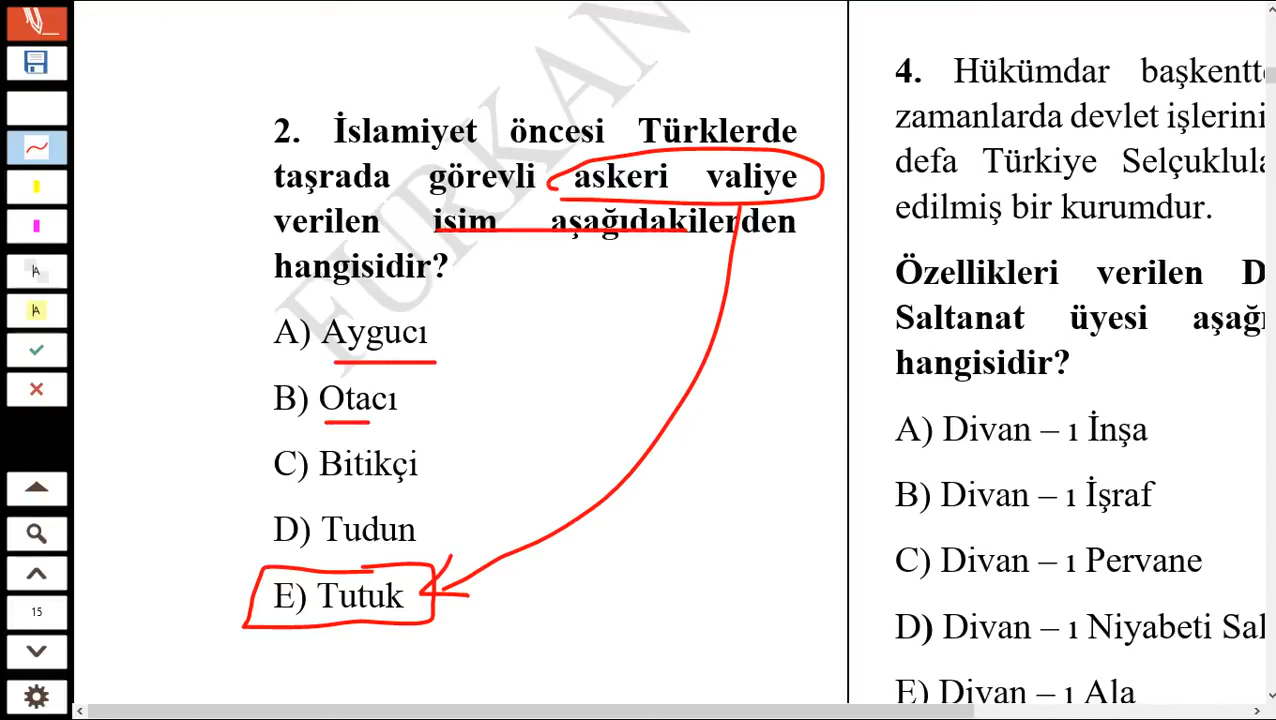 FURKAN
2. İslamiyet öncesi Türklerde
taşrada görevli askeri valiye
verilen isim aşağıdakilerden
hangisidir?
A) Aygucı
B) Otacı
C) Bitikçi
D) Tudun
E) Tutuk
4. Hükümdar başkentt
zamanlarda devlet işlerini
defa Türkiye Selçuklula
edilmiş bir kurumdur.
Özellikleri verilen D
Saltanat üyesi aşağı
hangisidir?
A) Divan – ı İnşa
B) Divan – ı İşraf
C) Divan – ı Pervane
D) Divan – ı Niyabeti Sal
E) Divan – ı Ala
15